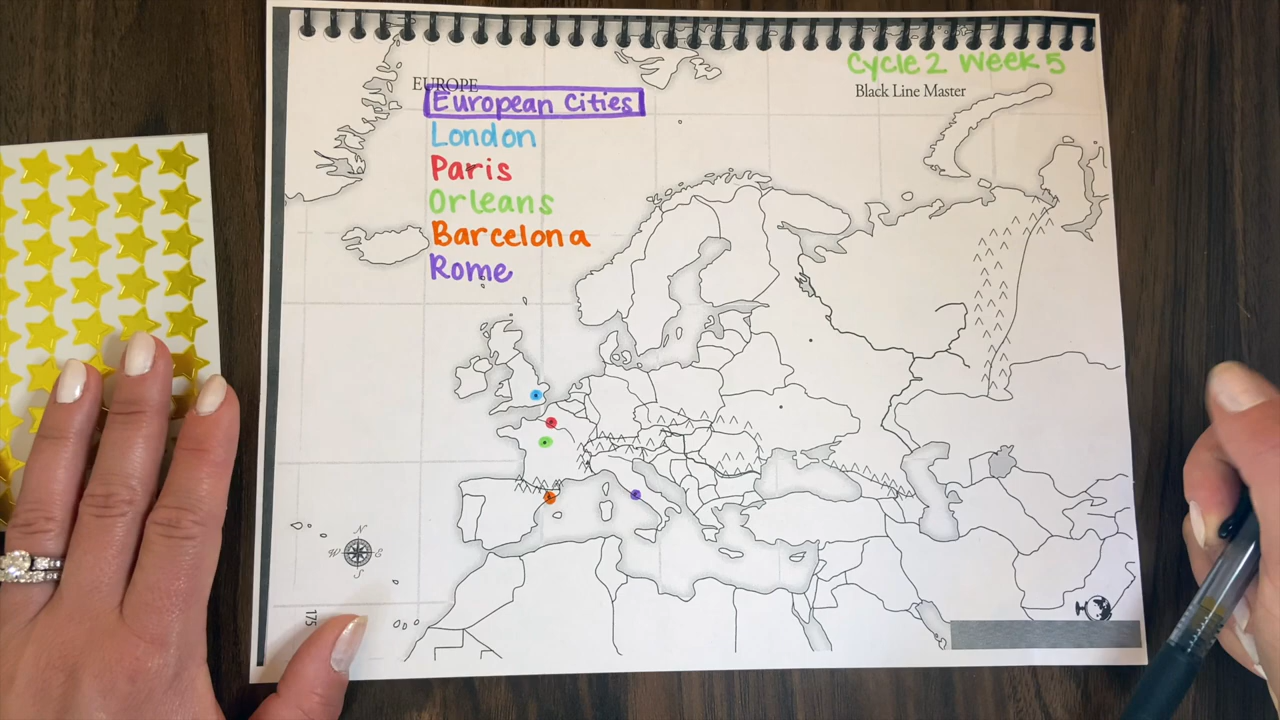 Cycle 2 Week 5
EUROPE
Black Line Master
European Cities
London
Paris
Orleans
Barcelona
Rome
N
W E
S
175